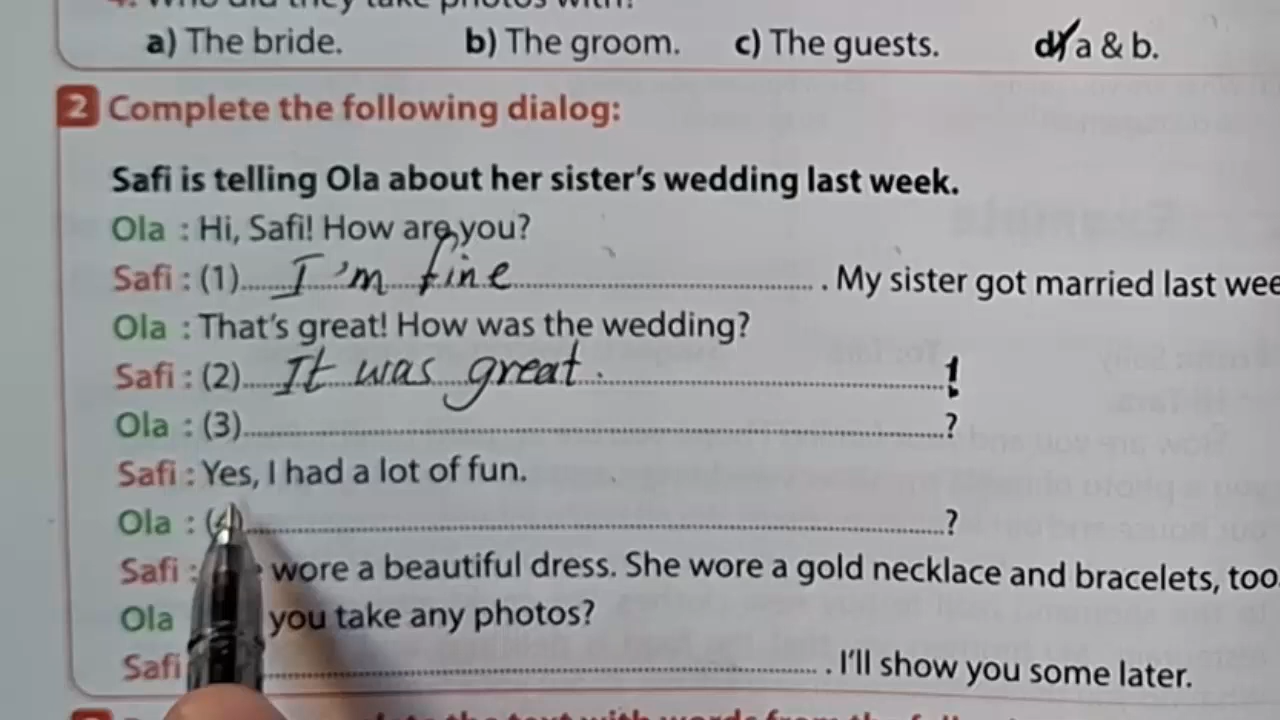 photos with?
a) The bride. b) The groom. c) The guests. d) a & b.
2 Complete the following dialog:
Safi is telling Ola about her sister's wedding last week.
Ola : Hi, Safi! How are you?
Safi : (1) I'm fine . My sister got married last
Ola : That's great! How was the wedding?
Safi : (2) It was great. !
Ola : (3) ?
Safi : Yes, I had a lot of fun.
Ola : (4) ?
Safi : wore a beautiful dress. She wore a gold necklace and bracelets, too
Ola you take any photos?
Safi . I'll show you some later.